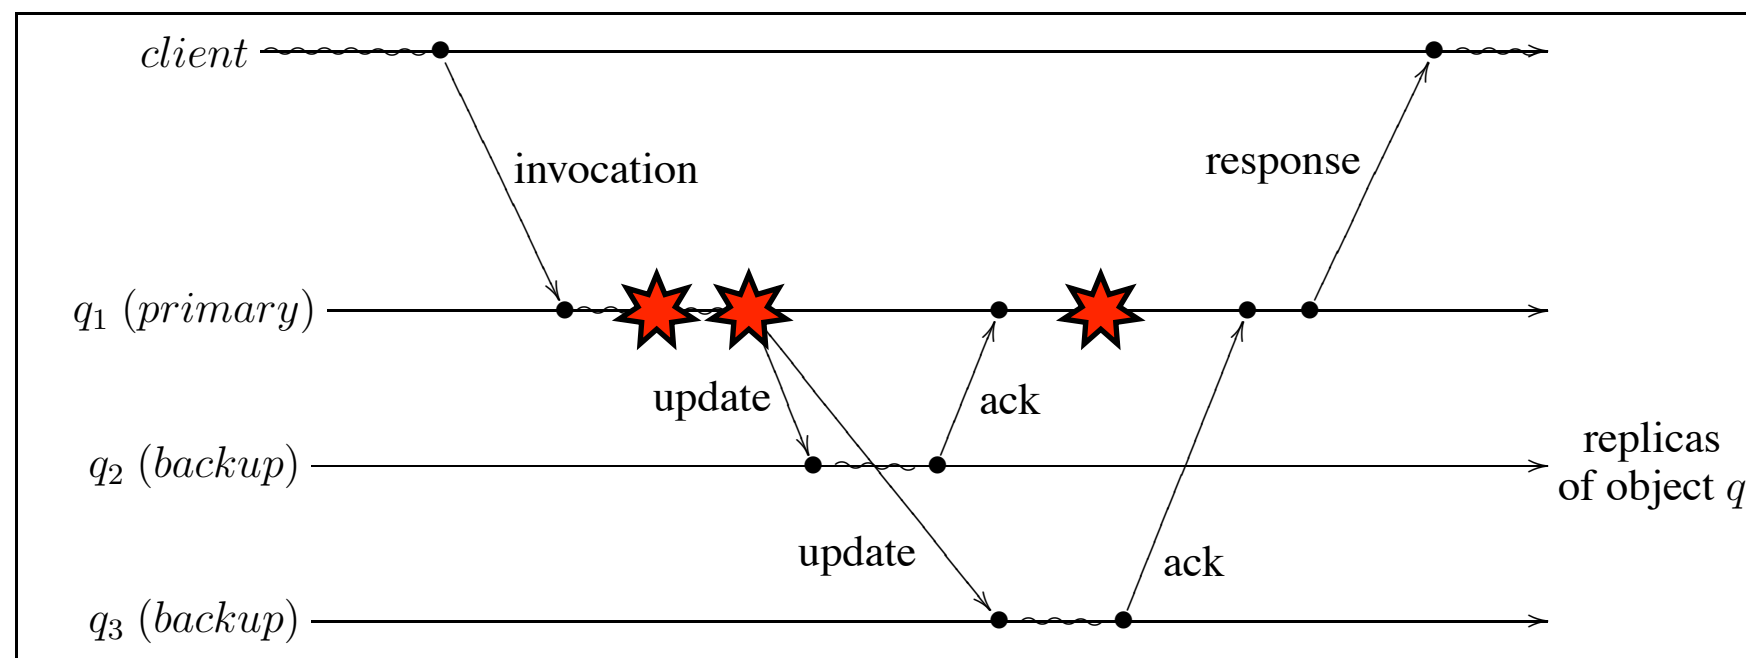 client
invocation
response
q₁ (primary)
update
ack
q₂ (backup)
replicas
of object q
update
ack
q₃ (backup)